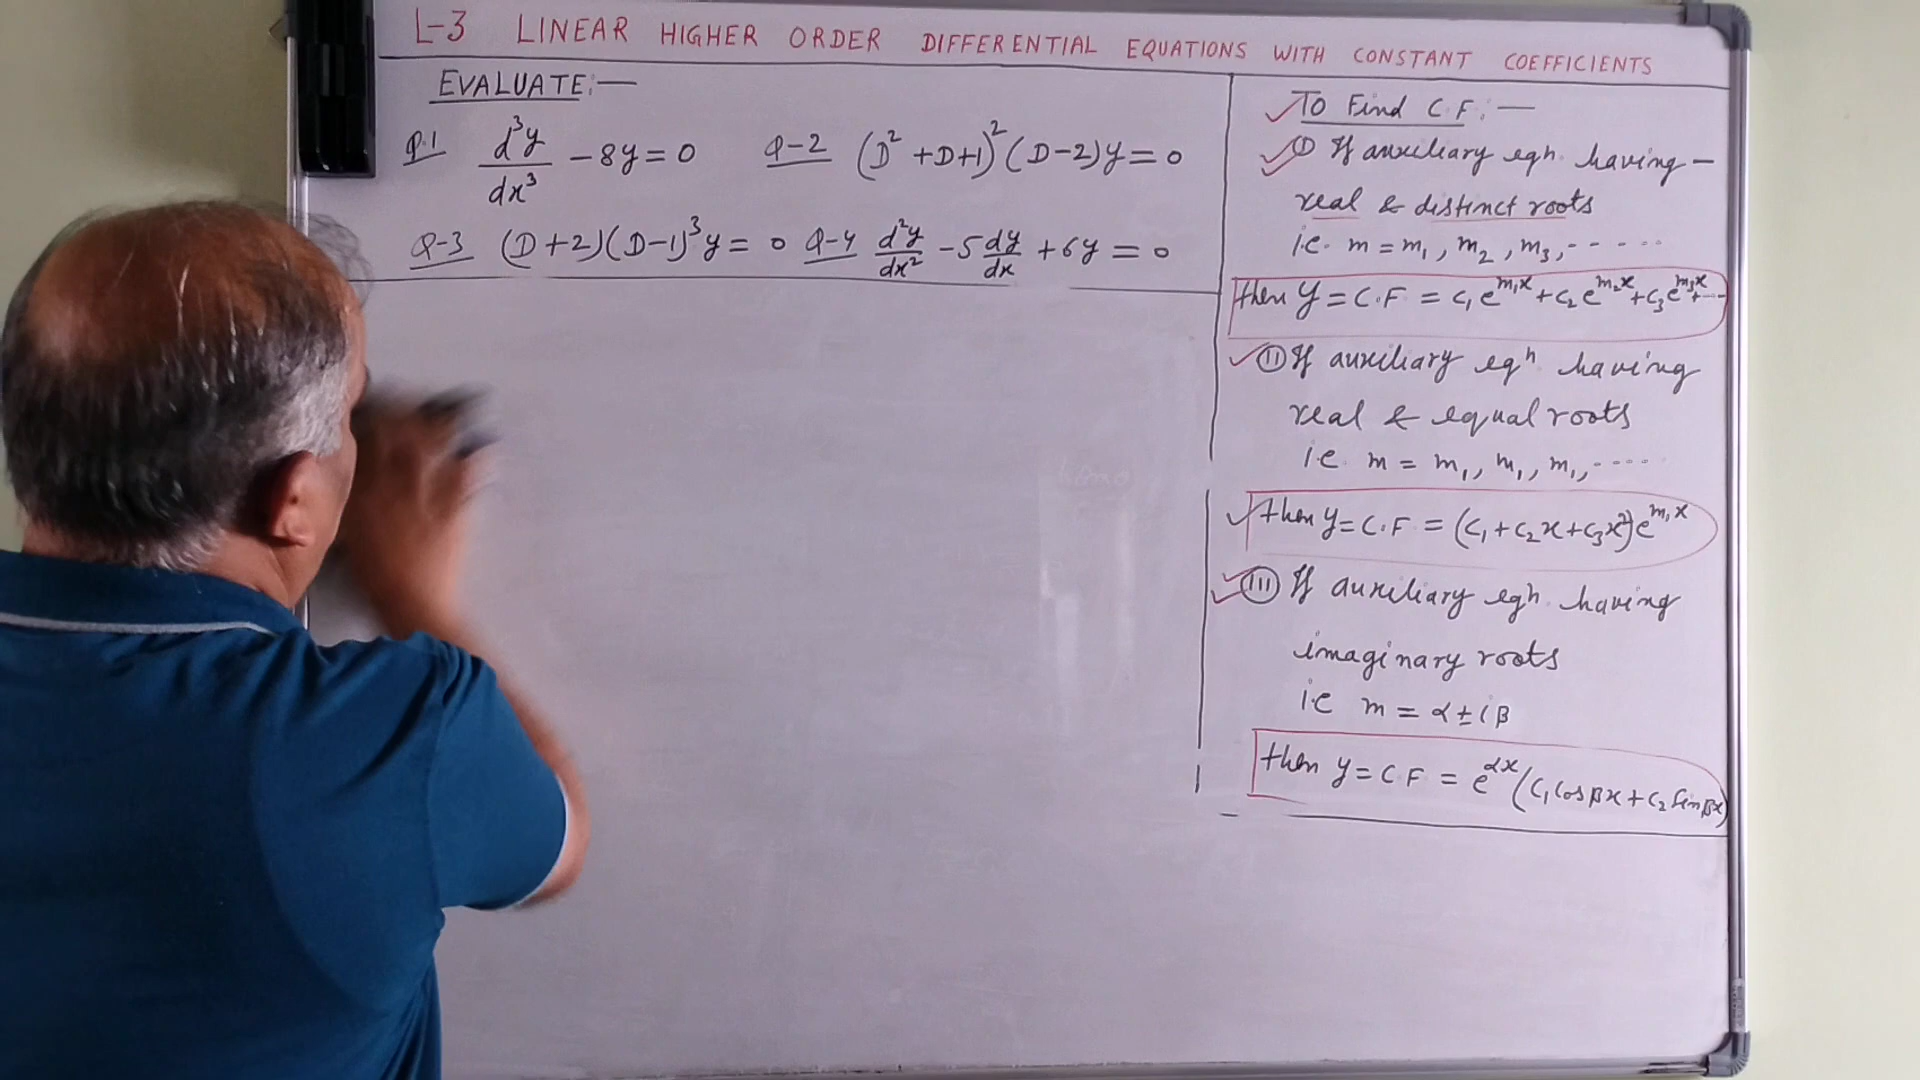 L-3 LINEAR HIGHER ORDER DIFFERENTIAL EQUATIONS WITH CONSTANT COEFFICIENTS
EVALUATE:—
Q.1 d³y/dx³ − 8y = 0 Q-2 (D² + D + 1)² (D − 2)y = 0
Q-3 (D + 2)(D − 1)³y = 0 Q-4 d²y/dx² − 5 dy/dx + 6y = 0
To Find C.F.:—
(I) If auxiliary eqn. having —
real & distinct roots
i.e. m = m₁, m₂, m₃, ------
then y = C.F = c₁e^{m₁x} + c₂e^{m₂x} + c₃e^{m₃x} + ---
(II) If auxiliary eqn. having
real & equal roots
i.e. m = m₁, m₁, m₁, -----
then y = C.F = (c₁ + c₂x + c₃x²)e^{m₁x}
(III) If auxiliary eqn. having
imaginary roots
i.e m = α ± iβ
then y = C F = e^{αx}(c₁ Cos βx + c₂ Sin βx)